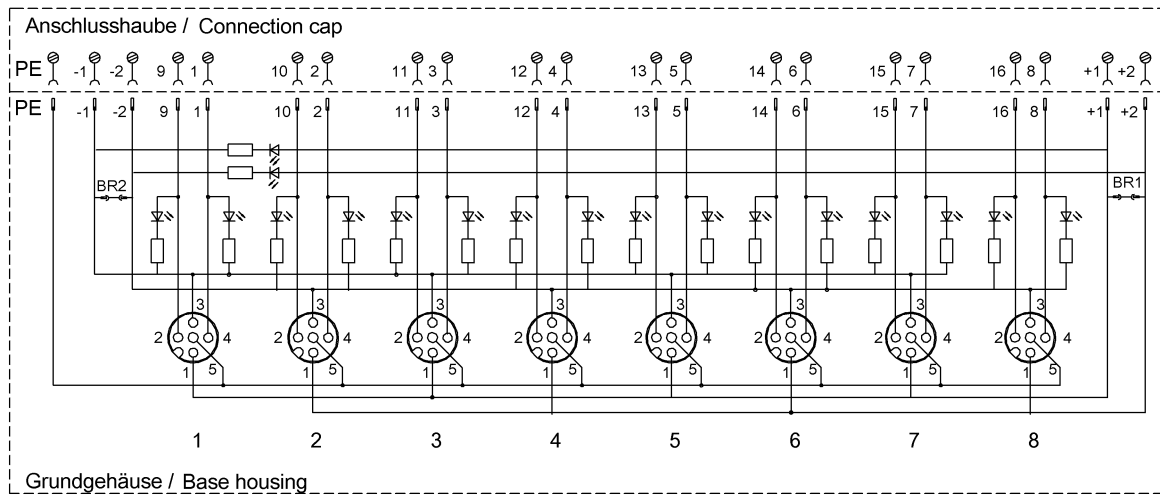 Anschlusshaube / Connection cap
PE -1 -2 9 1 10 2 11 3 12 4 13 5 14 6 15 7 16 8 +1 +2
PE -1 -2 9 1 10 2 11 3 12 4 13 5 14 6 15 7 16 8 +1 +2
BR2 BR1
3 3 3 3 3 3 3 3
2 4 2 4 2 4 2 4 2 4 2 4 2 4 2 4
1 5 1 5 1 5 1 5 1 5 1 5 1 5 1 5
1 2 3 4 5 6 7 8
Grundgehäuse / Base housing